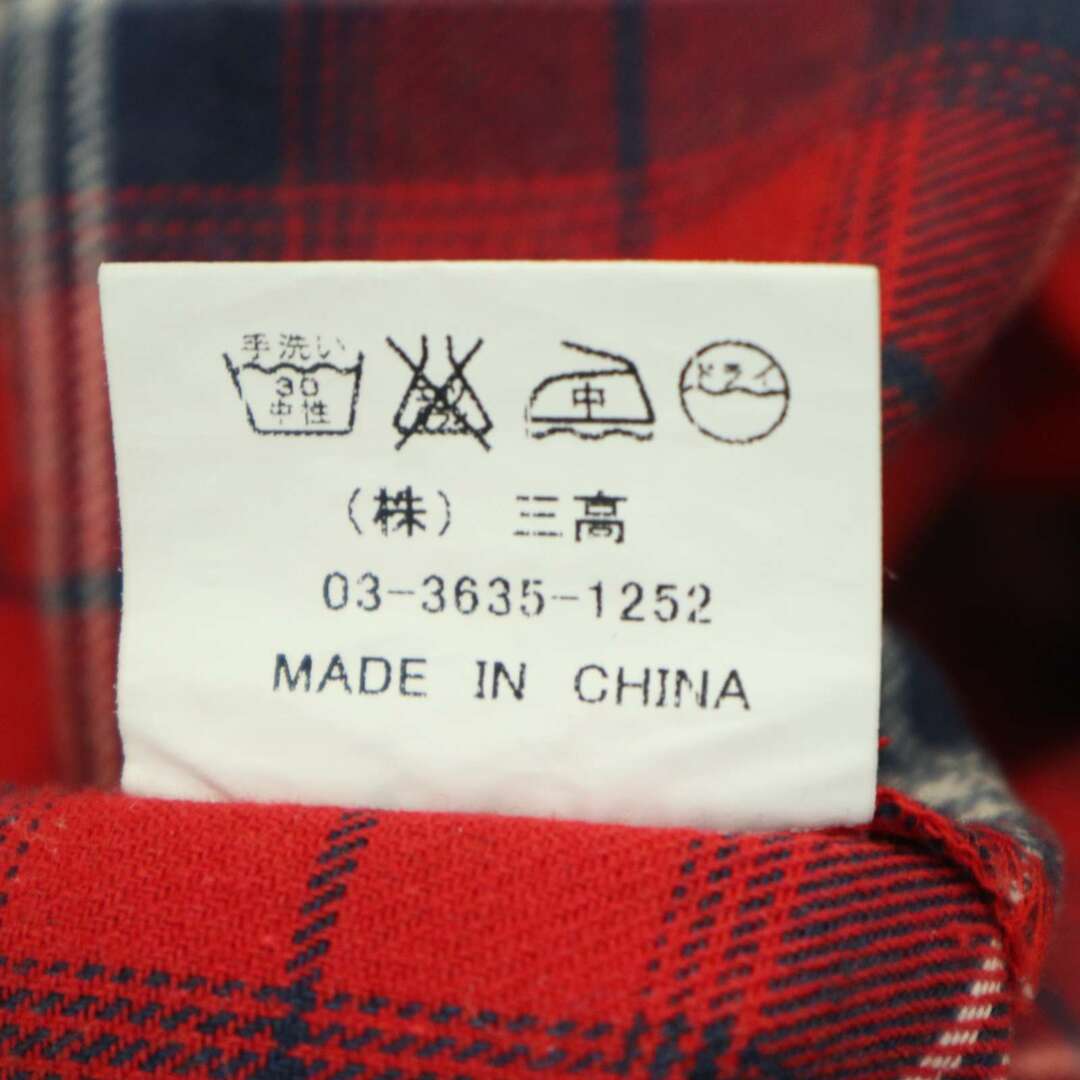 手洗い
30
中性
中
ドライ
(株) 三高
03-3635-1252
MADE IN CHINA